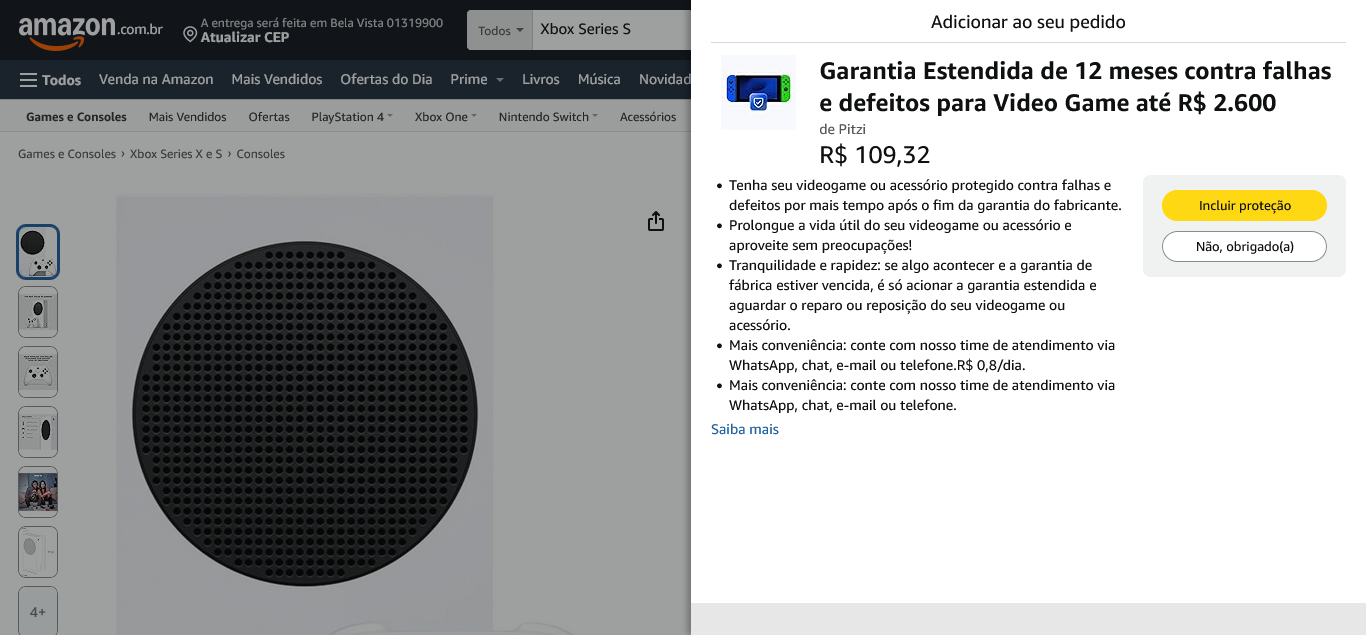 amazon.com.br
A entrega será feita em Bela Vista 01319900
Atualizar CEP
Todos
Xbox Series S
Todos
Venda na Amazon
Mais Vendidos
Ofertas do Dia
Prime
Livros
Música
Novidad
Games e Consoles
Mais Vendidos
Ofertas
PlayStation 4
Xbox One
Nintendo Switch
Acessórios
Games e Consoles › Xbox Series X e S › Consoles
4+
Adicionar ao seu pedido
Garantia Estendida de 12 meses contra falhas
e defeitos para Video Game até R$ 2.600
de Pitzi
R$ 109,32
• Tenha seu videogame ou acessório protegido contra falhas e
defeitos por mais tempo após o fim da garantia do fabricante.
• Prolongue a vida útil do seu videogame ou acessório e
aproveite sem preocupações!
• Tranquilidade e rapidez: se algo acontecer e a garantia de
fábrica estiver vencida, é só acionar a garantia estendida e
aguardar o reparo ou reposição do seu videogame ou
acessório.
• Mais conveniência: conte com nosso time de atendimento via
WhatsApp, chat, e-mail ou telefone.R$ 0,8/dia.
• Mais conveniência: conte com nosso time de atendimento via
WhatsApp, chat, e-mail ou telefone.
Saiba mais
Incluir proteção
Não, obrigado(a)